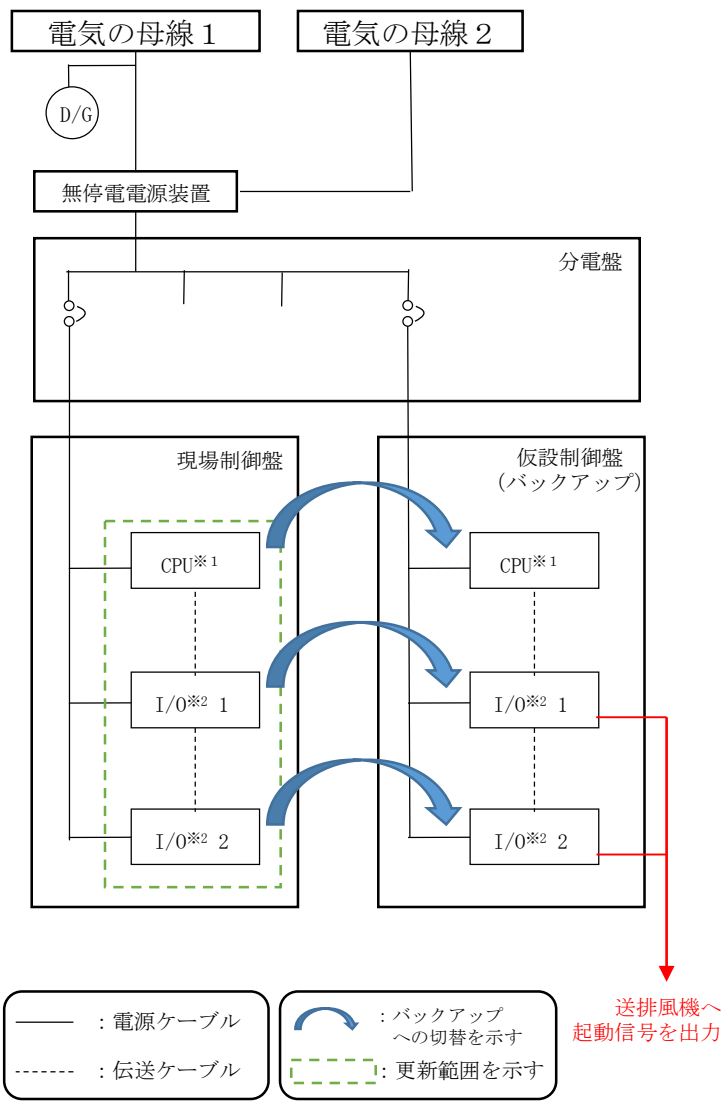 電気の母線１
電気の母線２
D/G
無停電電源装置
分電盤
現場制御盤
仮設制御盤
（バックアップ）
CPU※１
CPU※１
I/O※2 1
I/O※2 1
I/O※2 2
I/O※2 2
送排風機へ
起動信号を出力
：電源ケーブル
：伝送ケーブル
：バックアップ
への切替を示す
：更新範囲を示す